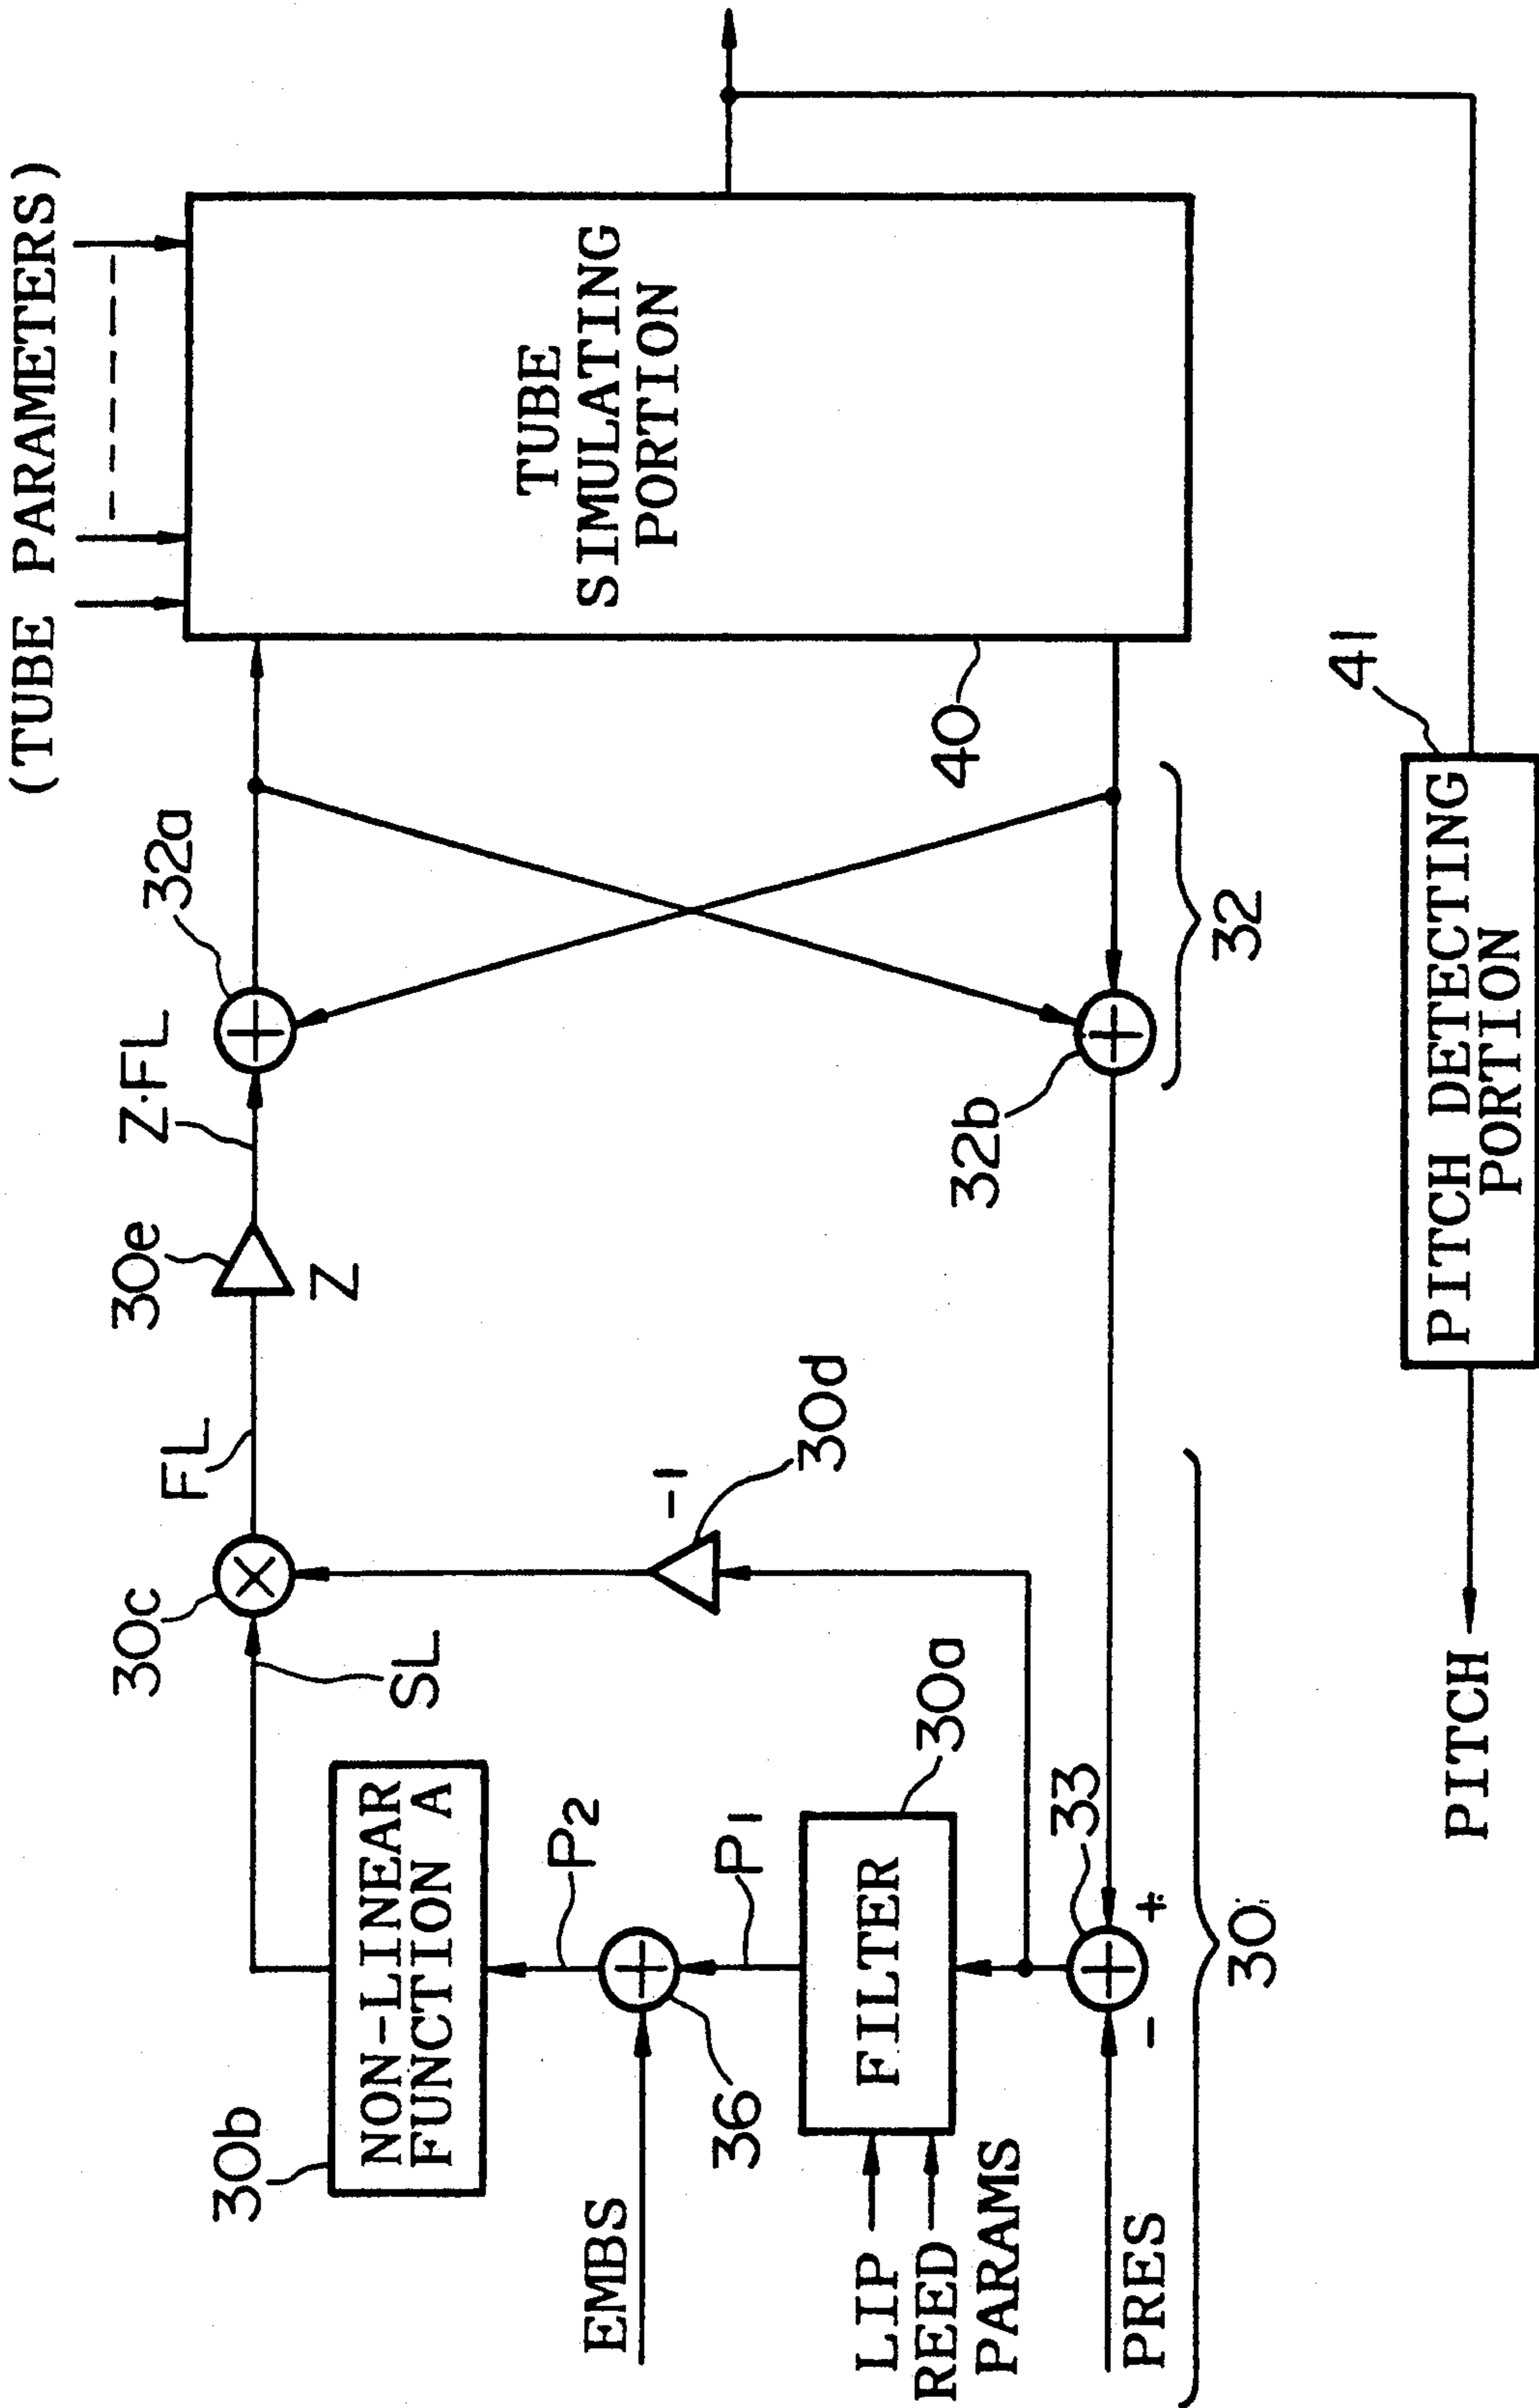 (TUBE PARAMETERS)
30b
NON-LINEAR
FUNCTION A
SL
30c
FL
30e
Z
Z·FL
32a
TUBE
SIMULATING
PORTION
40
EMBS
36
P2
P1
-1
30d
LIP
REED
PARAMS
FILTER
30a
PRES
-
+
33
32b
32
30
PITCH
PITCH DETECTING
PORTION
41